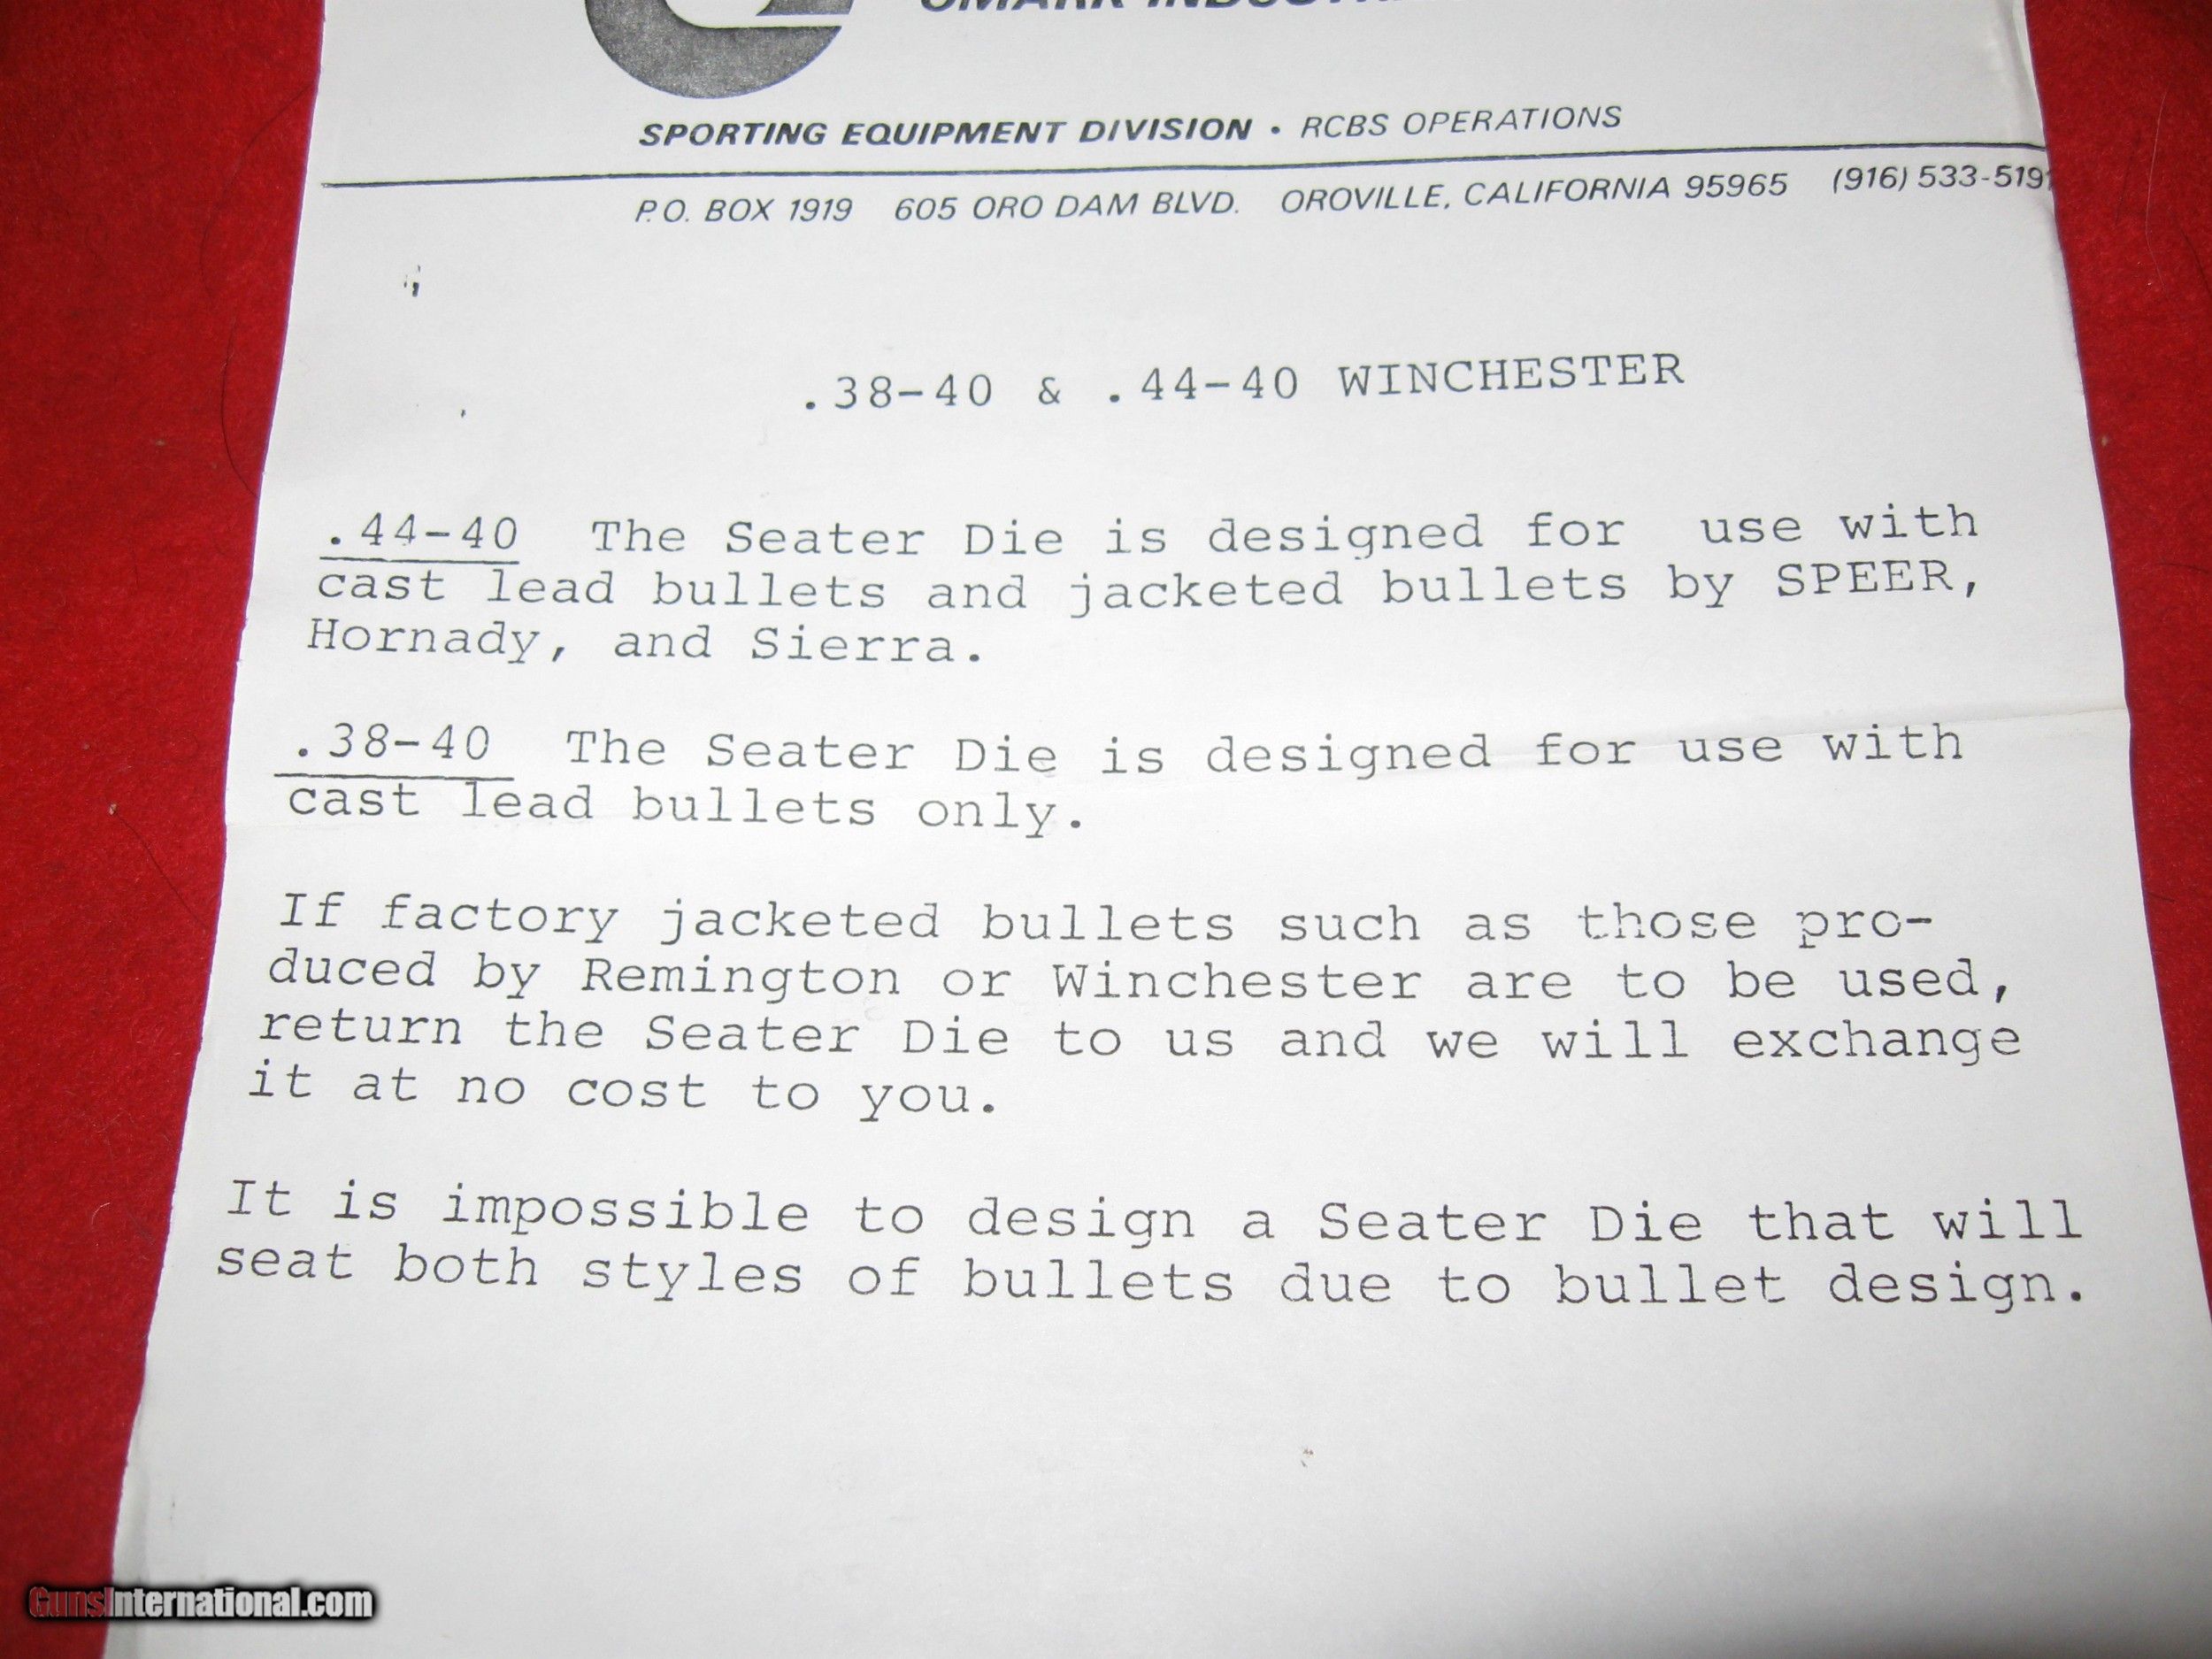 SPORTING EQUIPMENT DIVISION • RCBS OPERATIONS
P.O. BOX 1919 605 ORO DAM BLVD. OROVILLE, CALIFORNIA 95965 (916) 533-5191
.38-40 & .44-40 WINCHESTER
.44-40 The Seater Die is designed for use with
cast lead bullets and jacketed bullets by SPEER,
Hornady, and Sierra.
.38-40 The Seater Die is designed for use with
cast lead bullets only.
If factory jacketed bullets such as those pro-
duced by Remington or Winchester are to be used,
return the Seater Die to us and we will exchange
it at no cost to you.
It is impossible to design a Seater Die that will
seat both styles of bullets due to bullet design.
GunsInternational.com